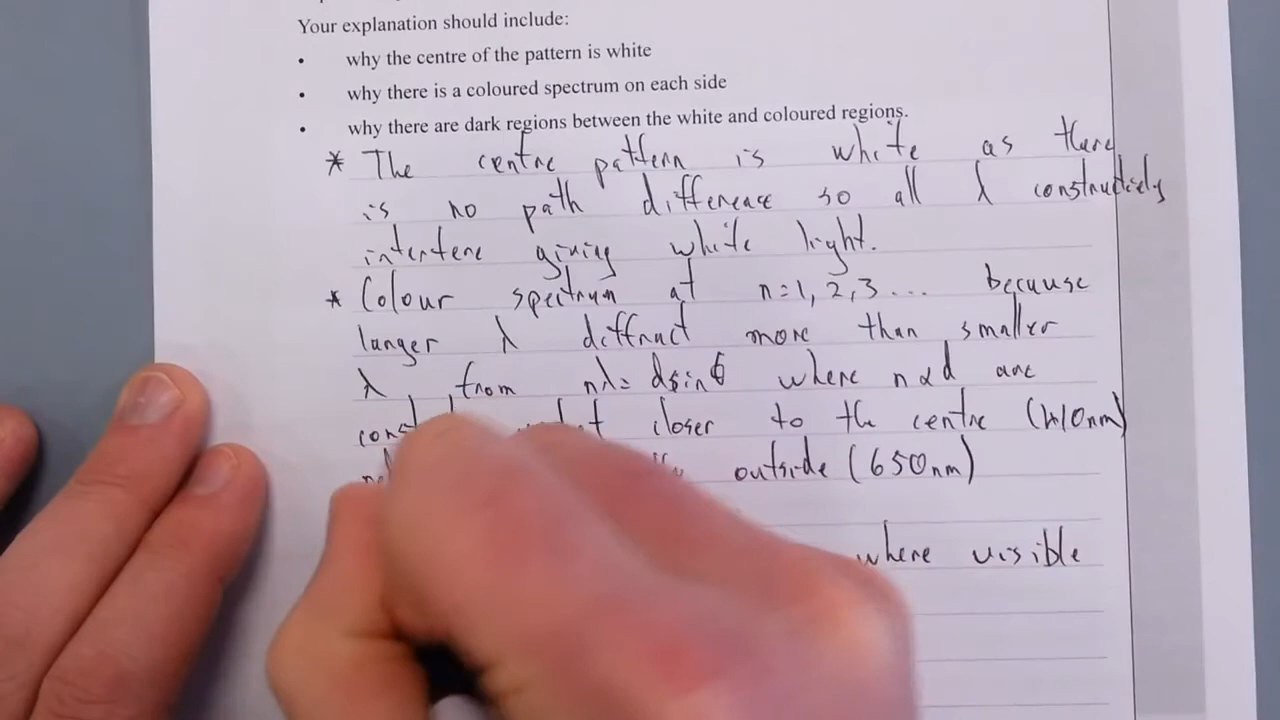 Your explanation should include:
• why the centre of the pattern is white
• why there is a coloured spectrum on each side
• why there are dark regions between the white and coloured regions.
* The centre pattern is white as there
is no path difference so all λ constructively
interfere giving white light.
* Colour spectrum at n=1, 2, 3 ... because
larger λ diffract more than smaller
λ from nλ= dsinθ where n & d are
closer to the centre (410nm)
outside (650nm)
where visible